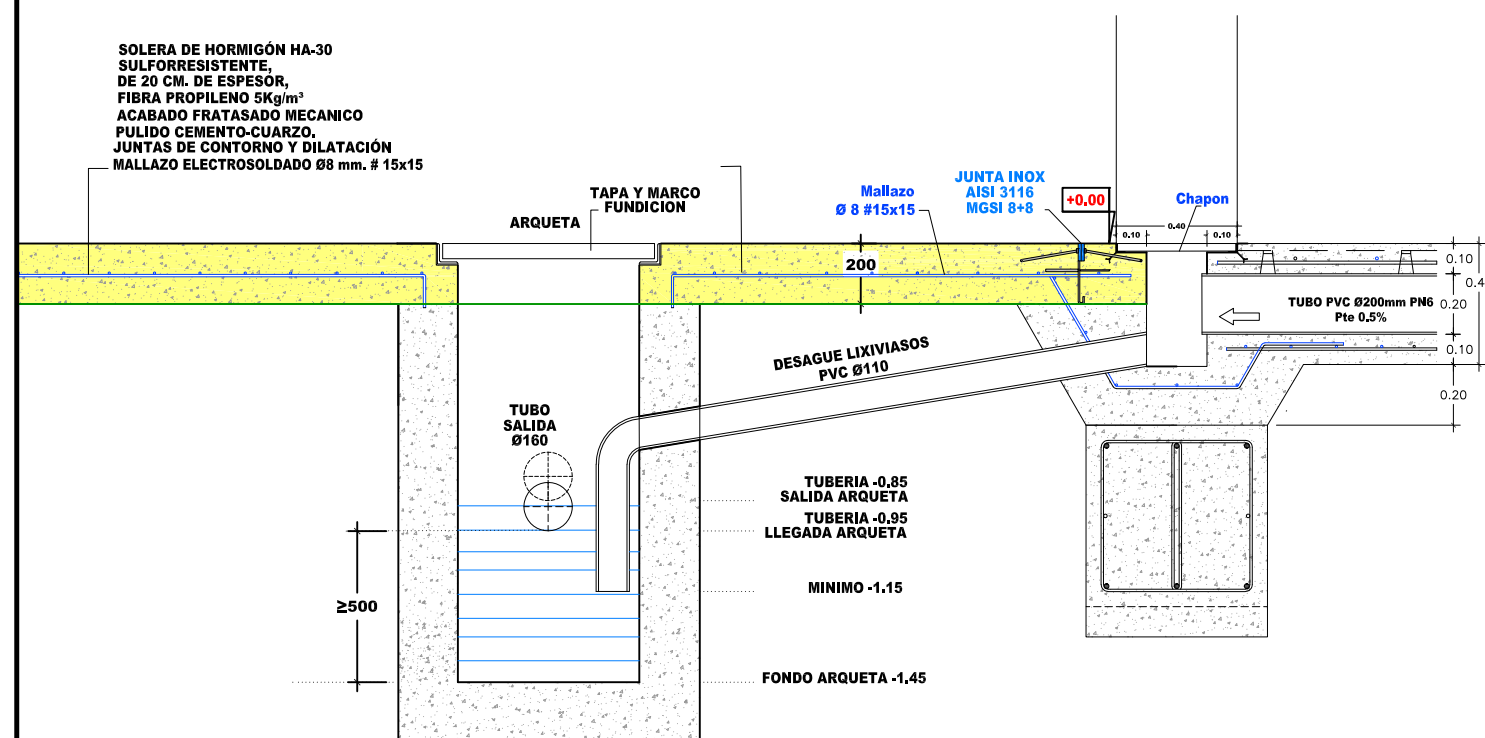 SOLERA DE HORMIGÓN HA-30
SULFORRESISTENTE,
DE 20 CM. DE ESPESOR,
FIBRA PROPILENO 5Kg/m³
ACABADO FRATASADO MECANICO
PULIDO CEMENTO-CUARZO.
JUNTAS DE CONTORNO Y DILATACIÓN
MALLAZO ELECTROSOLDADO Ø8 mm. # 15x15
ARQUETA
TAPA Y MARCO
FUNDICION
Mallazo
Ø 8 #15x15
JUNTA INOX
AISI 3116
MGSI 8+8
+0.00
Chapon
0.40
0.10
0.10
200
0.10
0.4
TUBO PVC Ø200mm PN6
Pte 0.5%
0.20
0.10
0.20
DESAGUE LIXIVIASOS
PVC Ø110
TUBO
SALIDA
Ø160
TUBERIA -0.85
SALIDA ARQUETA
TUBERIA -0.95
LLEGADA ARQUETA
≥500
MINIMO -1.15
FONDO ARQUETA -1.45